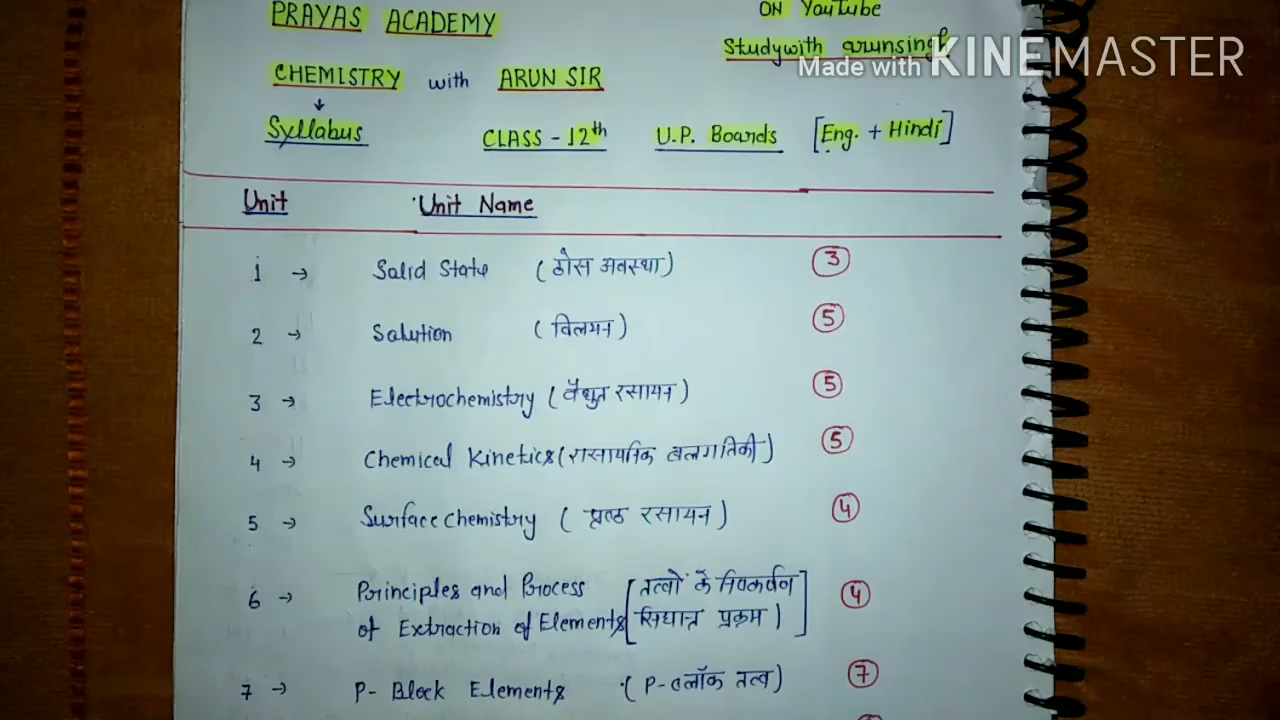 PRAYAS ACADEMY ON YouTube
Studywith arunsingh
Made with KINEMASTER
CHEMISTRY with ARUN SIR
↓
Syllabus CLASS - 12th U.P. Boards [Eng. + Hindi]
Unit Unit Name
1 → Solid State (ठोस अवस्था) 3
2 → Solution (विलयन) 5
3 → Electrochemistry (वैधुत रसायन) 5
4 → Chemical Kinetics (रासायनिक बलगतिकी) 5
5 → Surface Chemistry (पृष्ठ रसायन) 4
6 → Principles and Process [तत्वों के निष्कर्षण 4
of Extraction of Elements सिधान्त प्रक्रम)]
7 → P- Block Elements (P-ब्लॉक तत्व) 7